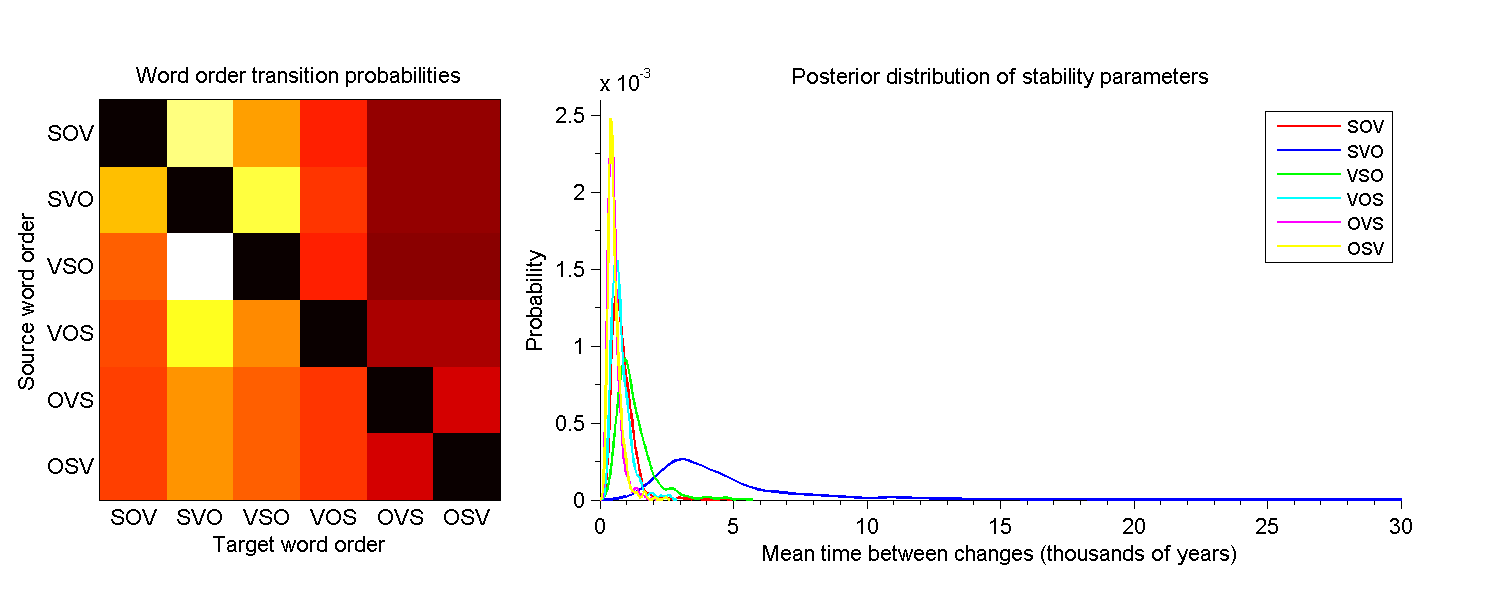 Word order transition probabilities
SOV
SVO
VSO
VOS
OVS
OSV
Source word order
SOV SVO VSO VOS OVS OSV
Target word order
Posterior distribution of stability parameters
x 10-3
2.5
2
1.5
1
0.5
0
Probability
0 5 10 15 20 25 30
Mean time between changes (thousands of years)
SOV
SVO
VSO
VOS
OVS
OSV